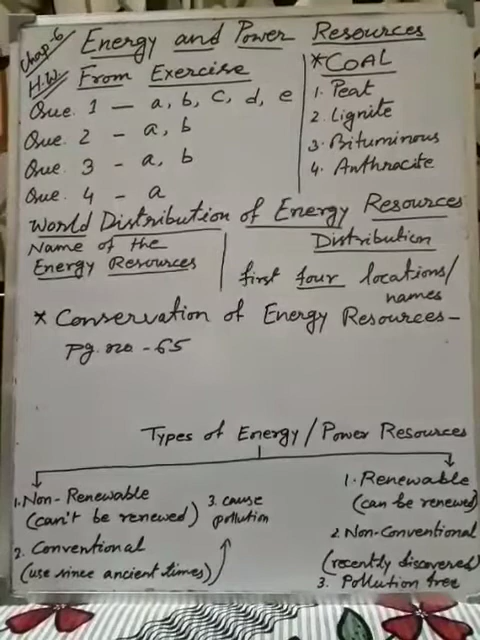 Chap. 6
Energy and Power Resources
H.W. From Exercise
Que. 1 — a, b, c, d, e
Que. 2 - a, b
Que. 3 - a, b
Que. 4 - a
*COAL
1. Peat
2. Lignite
3. Bituminous
4. Anthracite
World Distribution of Energy Resources
Name of the
Energy Resources
Distribution
first four locations/
names
* Conservation of Energy Resources-
Pg. no - 65
Types of Energy/Power Resources
1. Non-Renewable
(can't be renewed)
2. Conventional
(use since ancient times)
3. cause
pollution
1. Renewable
(can be renewed)
2. Non-Conventional
(recently discovered)
3. Pollution free